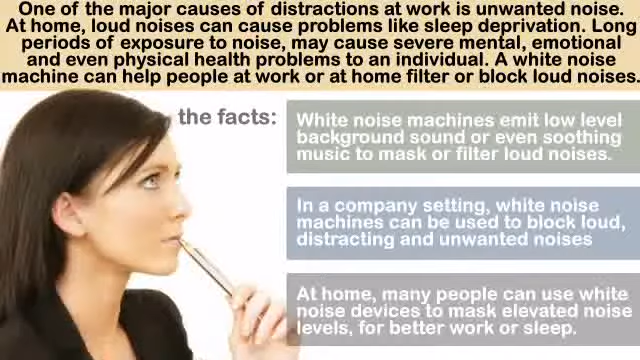 One of the major causes of distractions at work is unwanted noise.
At home, loud noises can cause problems like sleep deprivation. Long
periods of exposure to noise, may cause severe mental, emotional
and even physical health problems to an individual. A white noise
machine can help people at work or at home filter or block loud noises.
the facts:
White noise machines emit low level
background sound or even soothing
music to mask or filter loud noises.
In a company setting, white noise
machines can be used to block loud,
distracting and unwanted noises
At home, many people can use white
noise devices to mask elevated noise
levels, for better work or sleep.